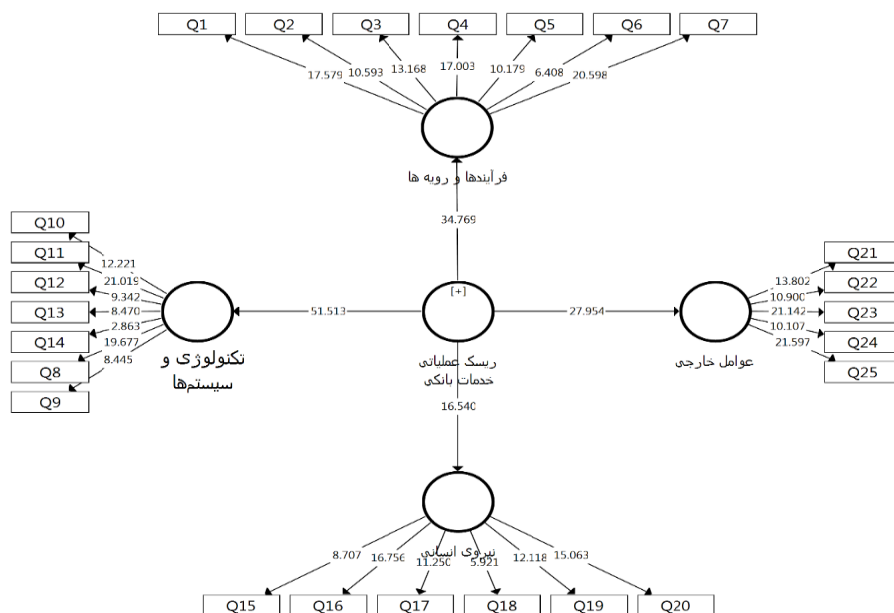 Q1 Q2 Q3 Q4 Q5 Q6 Q7
17.579 10.593 13.168 17.003 10.179 6.408 20.598
فرآیندها و رویه ها
34.769
Q10
Q11
Q12
Q13
Q14
Q8
Q9
12.221
21.019
9.342
8.470
2.863
19.677
8.445
تکنولوژی و
سیستم‌ها
51.513
[+]
ریسک عملیاتی
خدمات بانکی
27.954
عوامل خارجی
13.802
10.900
21.142
10.107
21.597
Q21
Q22
Q23
Q24
Q25
16.540
نیروی انسانی
8.707 16.756 11.250 5.921 12.118 15.063
Q15 Q16 Q17 Q18 Q19 Q20